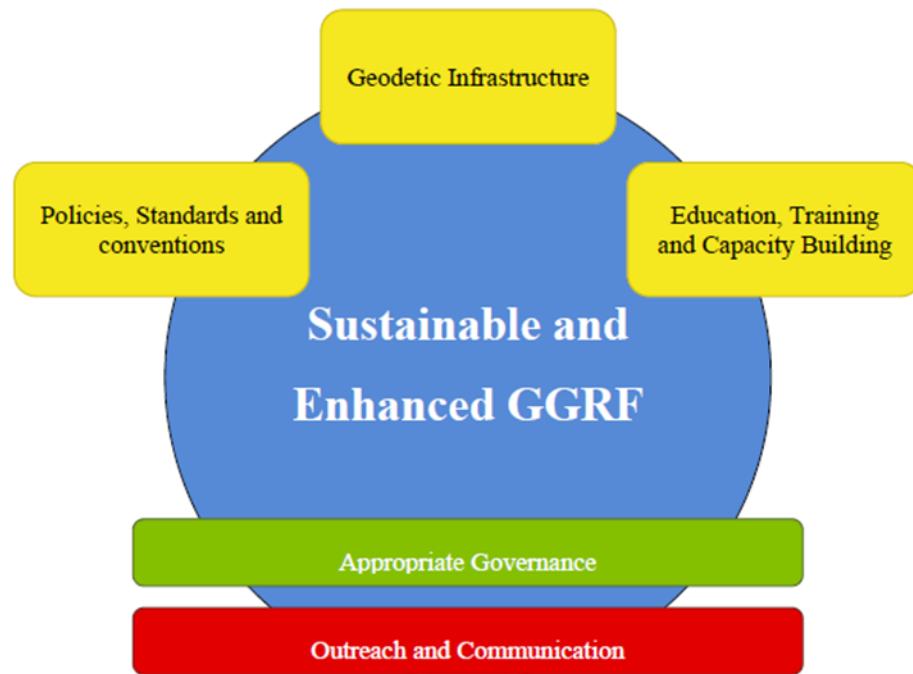 Geodetic Infrastructure
Policies, Standards and
conventions
Education, Training
and Capacity Building
Sustainable and
Enhanced GGRF
Appropriate Governance
Outreach and Communication